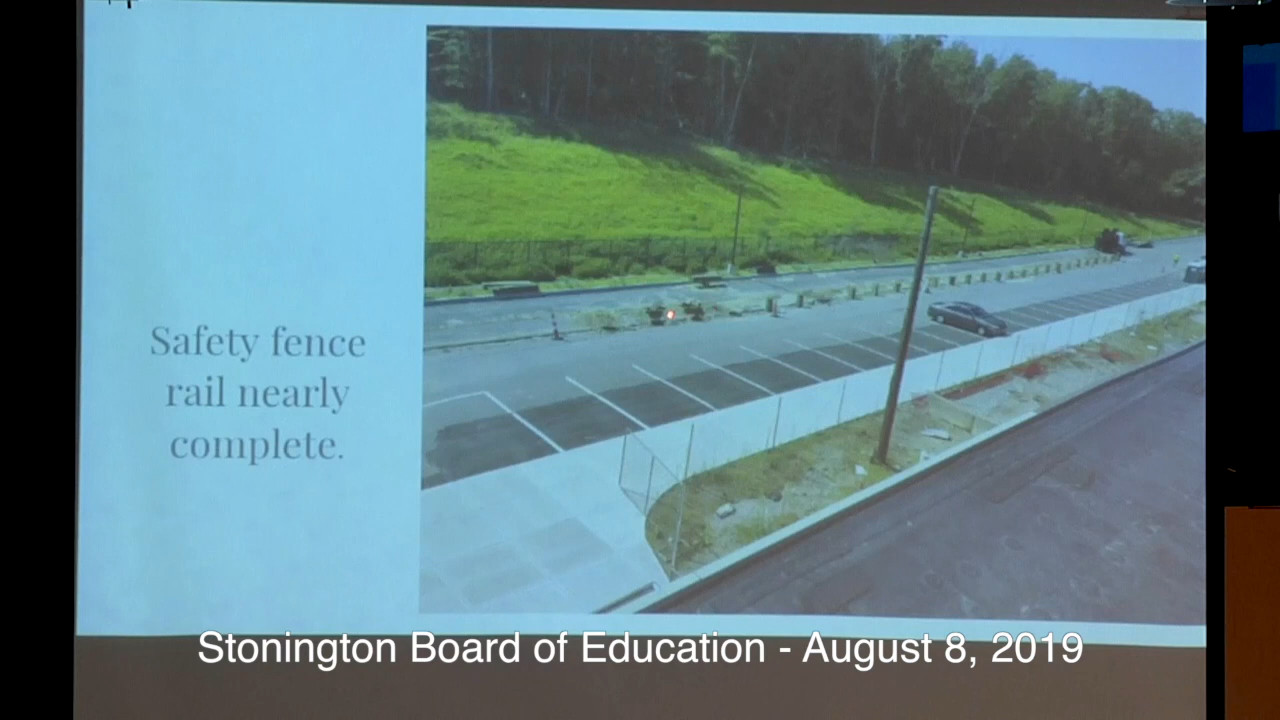 Safety fence
rail nearly
complete.
Stonington Board of Education - August 8, 2019